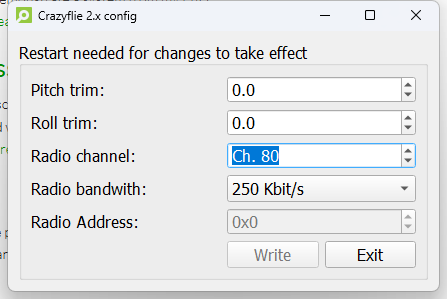 Crazyflie 2.x config
Restart needed for changes to take effect
Pitch trim: 0.0
Roll trim: 0.0
Radio channel: Ch. 80
Radio bandwith: 250 Kbit/s
Radio Address: 0x0
Write Exit